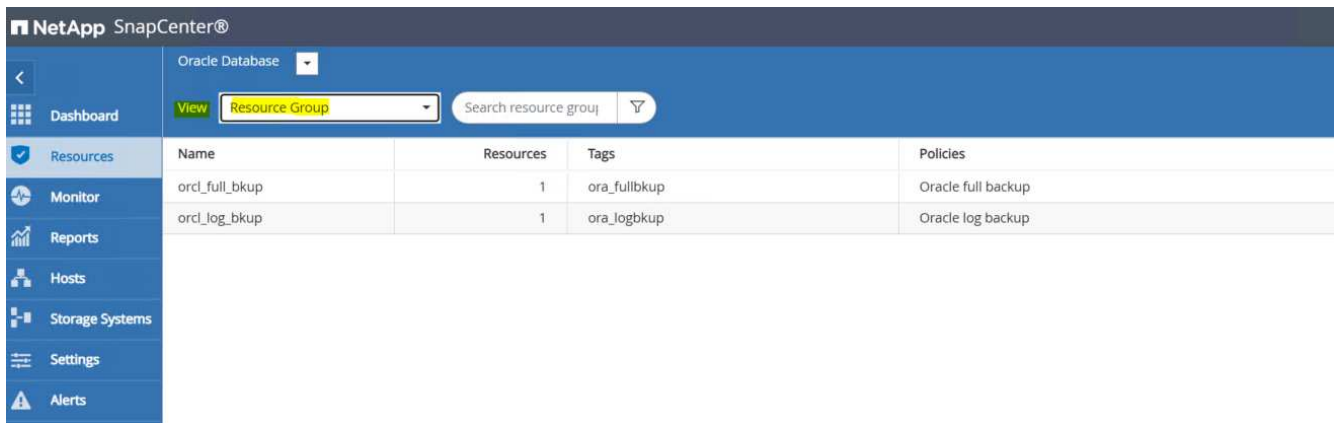 NetApp SnapCenter®
Oracle Database
View Resource Group Search resource group
Dashboard
Resources
Monitor
Reports
Hosts
Storage Systems
Settings
Alerts
Name Resources Tags Policies
orcl_full_bkup 1 ora_fullbkup Oracle full backup
orcl_log_bkup 1 ora_logbkup Oracle log backup